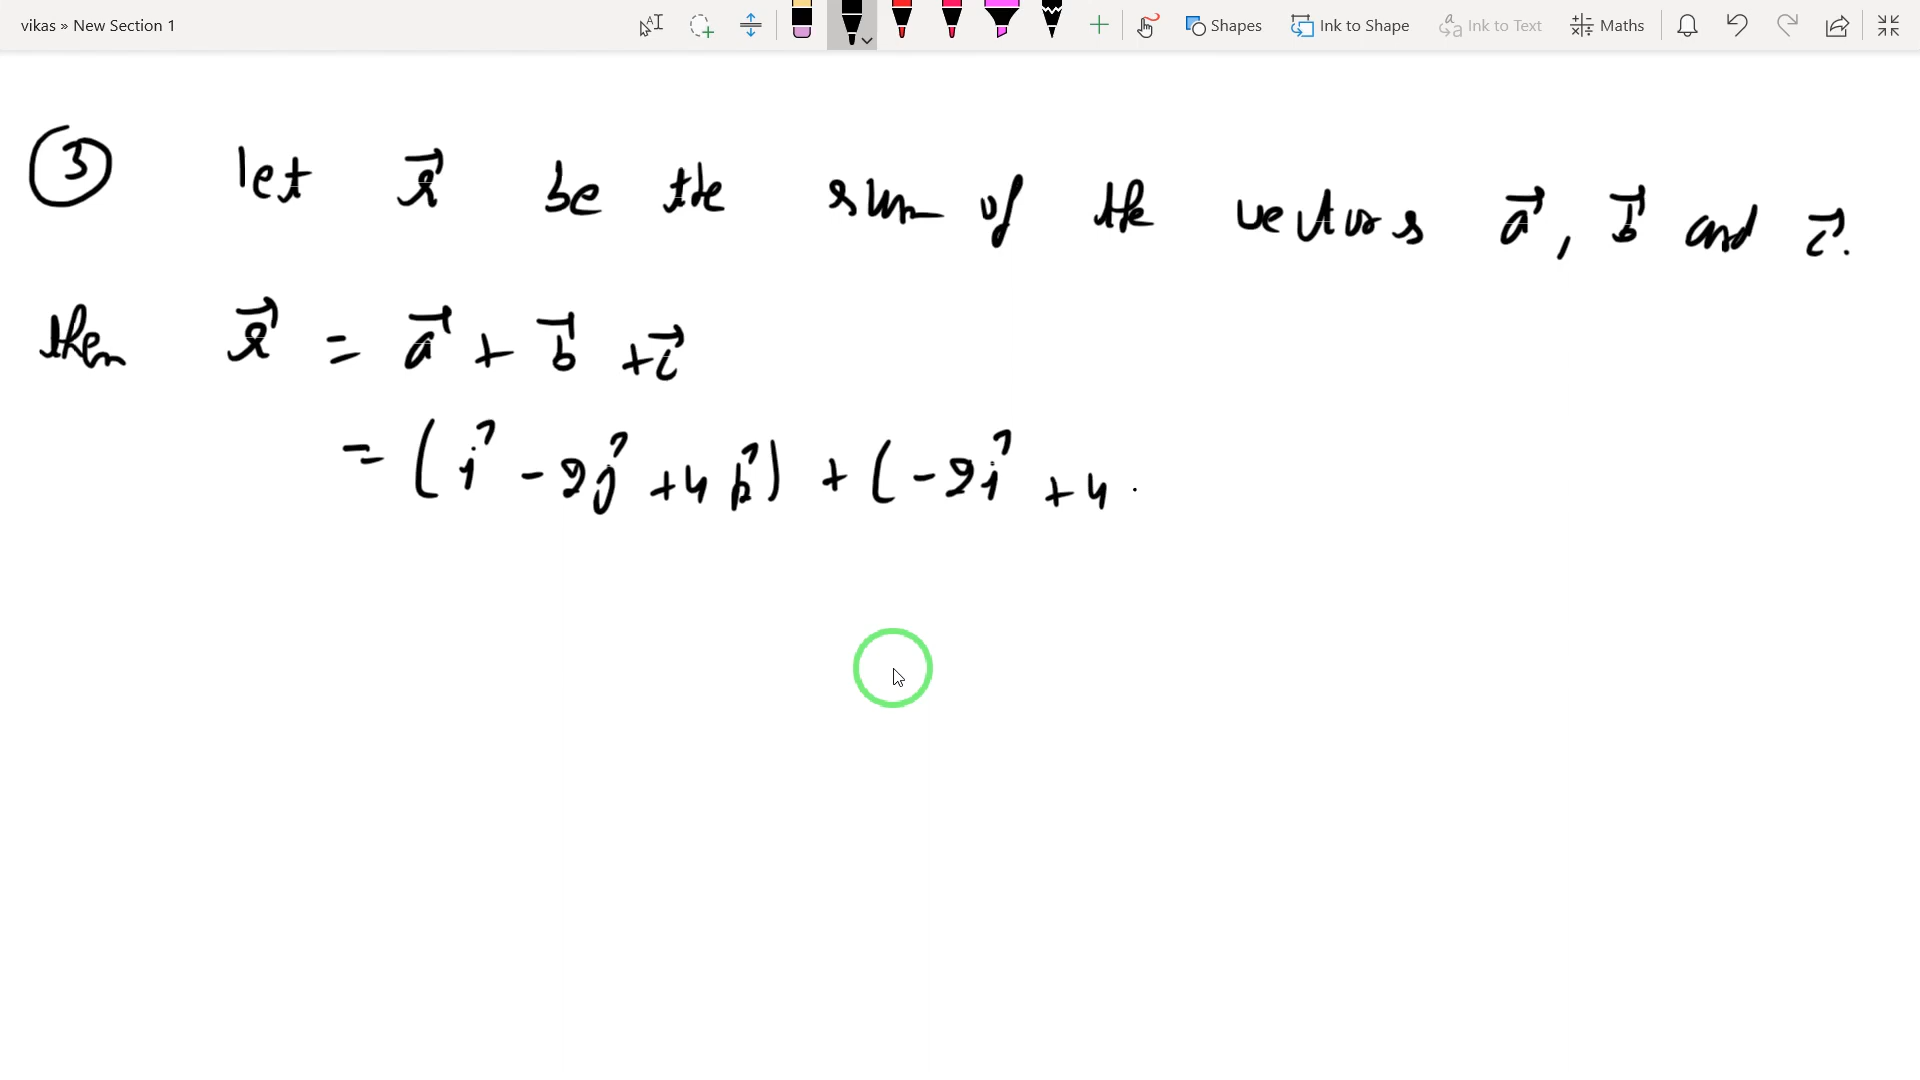 vikas » New Section 1 Shapes Ink to Shape Ink to Text Maths
③ let r⃗ be the sum of the vectors a⃗, b⃗ and c⃗.
then r⃗ = a⃗ + b⃗ + c⃗
= (î - 2ĵ + 4k̂) + (-2î + 4